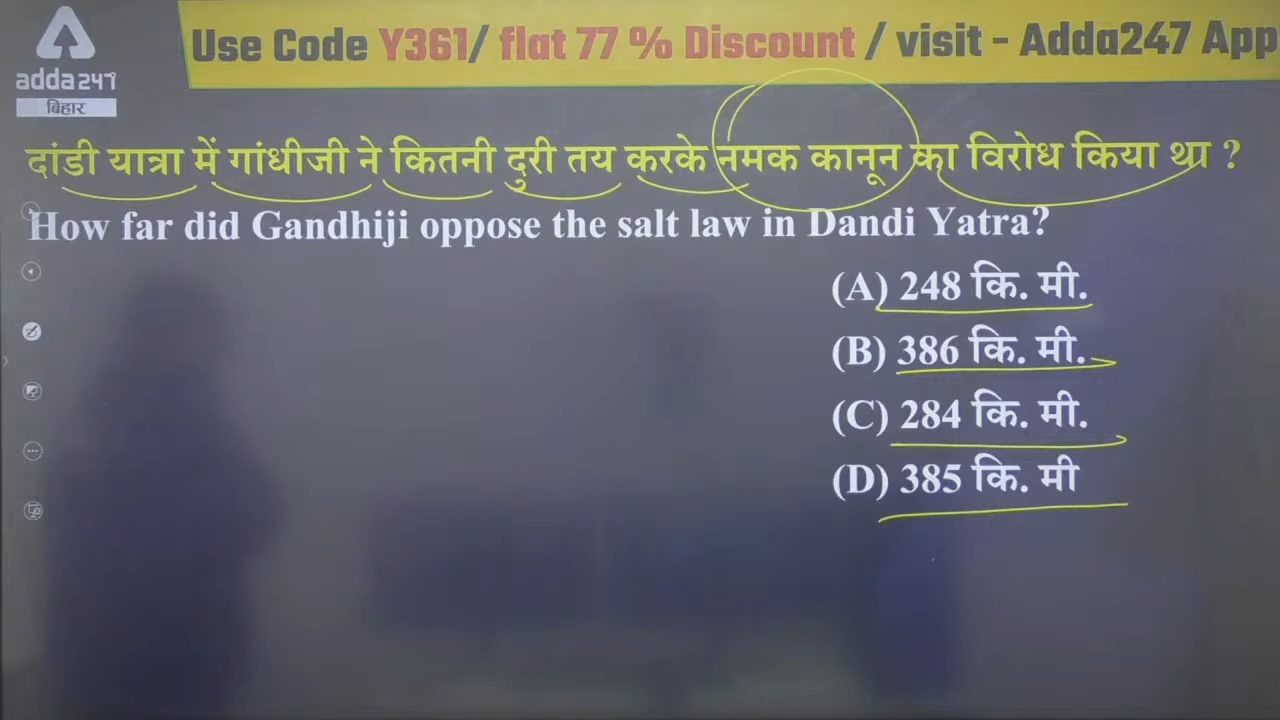 Use Code Y361/ flat 77 % Discount / visit - Adda247 App
adda247
बिहार
दांडी यात्रा में गांधीजी ने कितनी दुरी तय करके नमक कानून का विरोध किया था ?
How far did Gandhiji oppose the salt law in Dandi Yatra?
(A) 248 कि. मी.
(B) 386 कि. मी.
(C) 284 कि. मी.
(D) 385 कि. मी